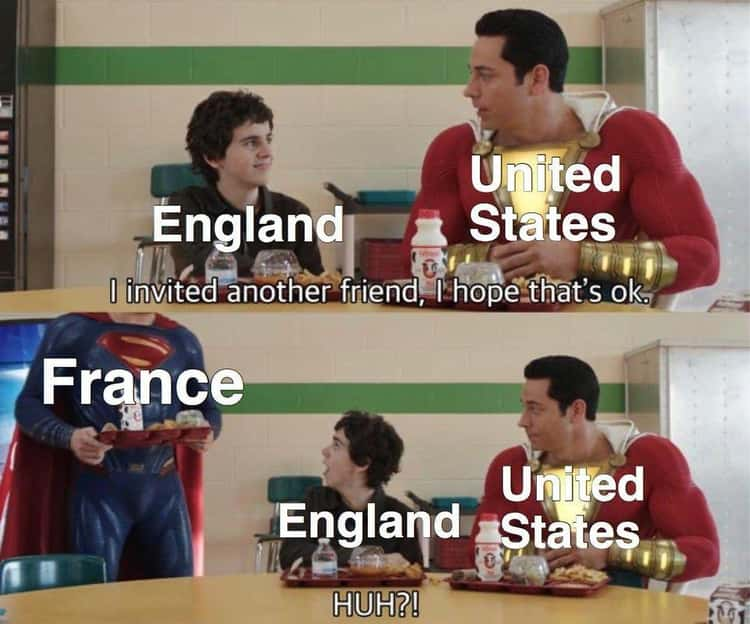 United
England
States
I invited another friend, I hope that's ok.
France
United
England
States
HUH?!